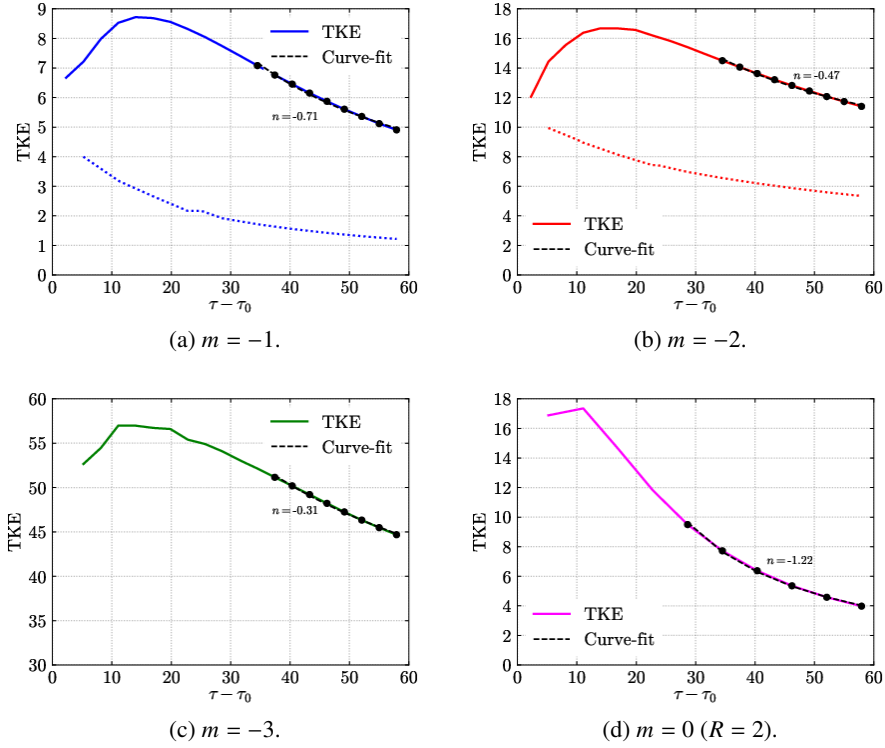 9
8
7
6
5
4
3
2
1
0
TKE
TKE
Curve-fit
n=-0.71
0 10 20 30 40 50 60
τ−τ₀
(a) m = −1.
18
16
14
12
10
8
6
4
2
0
TKE
n=-0.47
TKE
Curve-fit
0 10 20 30 40 50 60
τ−τ₀
(b) m = −2.
60
55
50
45
40
35
30
TKE
TKE
Curve-fit
n=-0.31
0 10 20 30 40 50 60
τ−τ₀
(c) m = −3.
18
16
14
12
10
8
6
4
2
0
TKE
n=-1.22
TKE
Curve-fit
0 10 20 30 40 50 60
τ−τ₀
(d) m = 0 (R = 2).